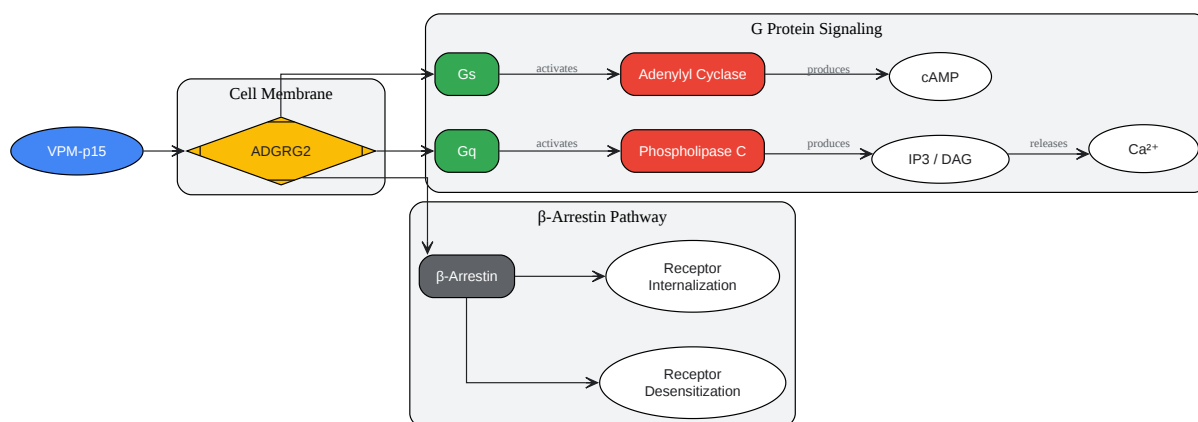 G Protein Signaling
Gs
activates
Adenylyl Cyclase
produces
cAMP
Cell Membrane
VPM-p15
ADGRG2
Gq
activates
Phospholipase C
produces
IP3 / DAG
releases
Ca²⁺
β-Arrestin Pathway
β-Arrestin
Receptor
Internalization
Receptor
Desensitization